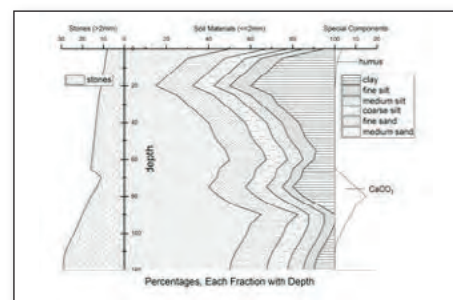 Stones (>2mm) Soil Materials (<=2mm) Special Components
30 20 10 0 20 40 60 80 100 10 20
humus
stones
clay
fine silt
medium silt
coarse silt
fine sand
medium sand
20
40
60
80
100
depth
CaCO₃
Percentages, Each Fraction with Depth